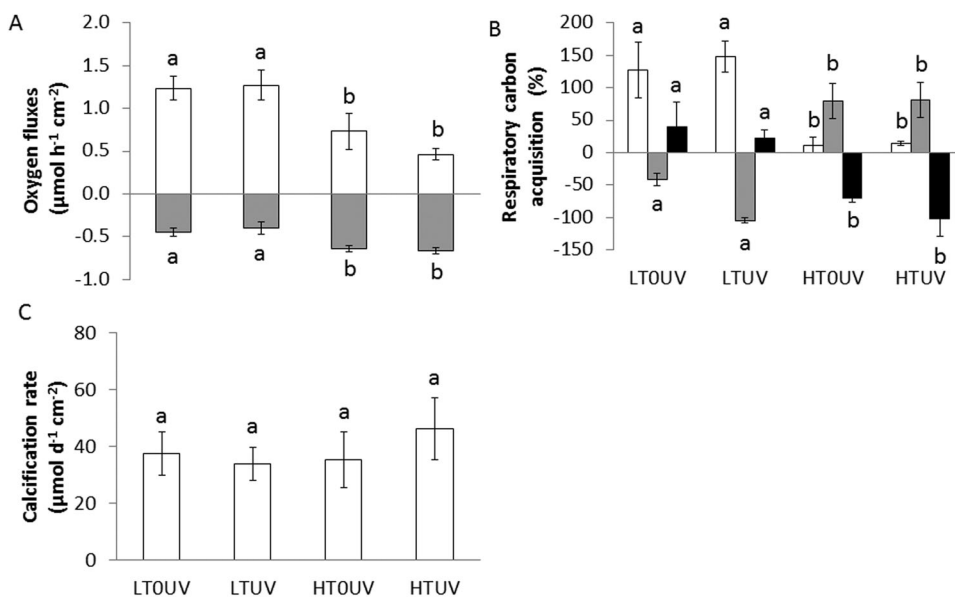 A
Oxygen fluxes
(µmol h-1 cm-2)
2.0
1.5
1.0
0.5
0.0
-0.5
-1.0
a
a
b
b
a
a
b
b
B
Respiratory carbon
acquisition (%)
200
150
100
50
0
-50
-100
-150
a
a
b
b
a
a
b
b
a
a
b
b
LT0UV LTUV HT0UV HTUV
C
Calcification rate
(µmol d-1 cm-2)
80
60
40
20
0
a
a
a
a
LT0UV LTUV HT0UV HTUV